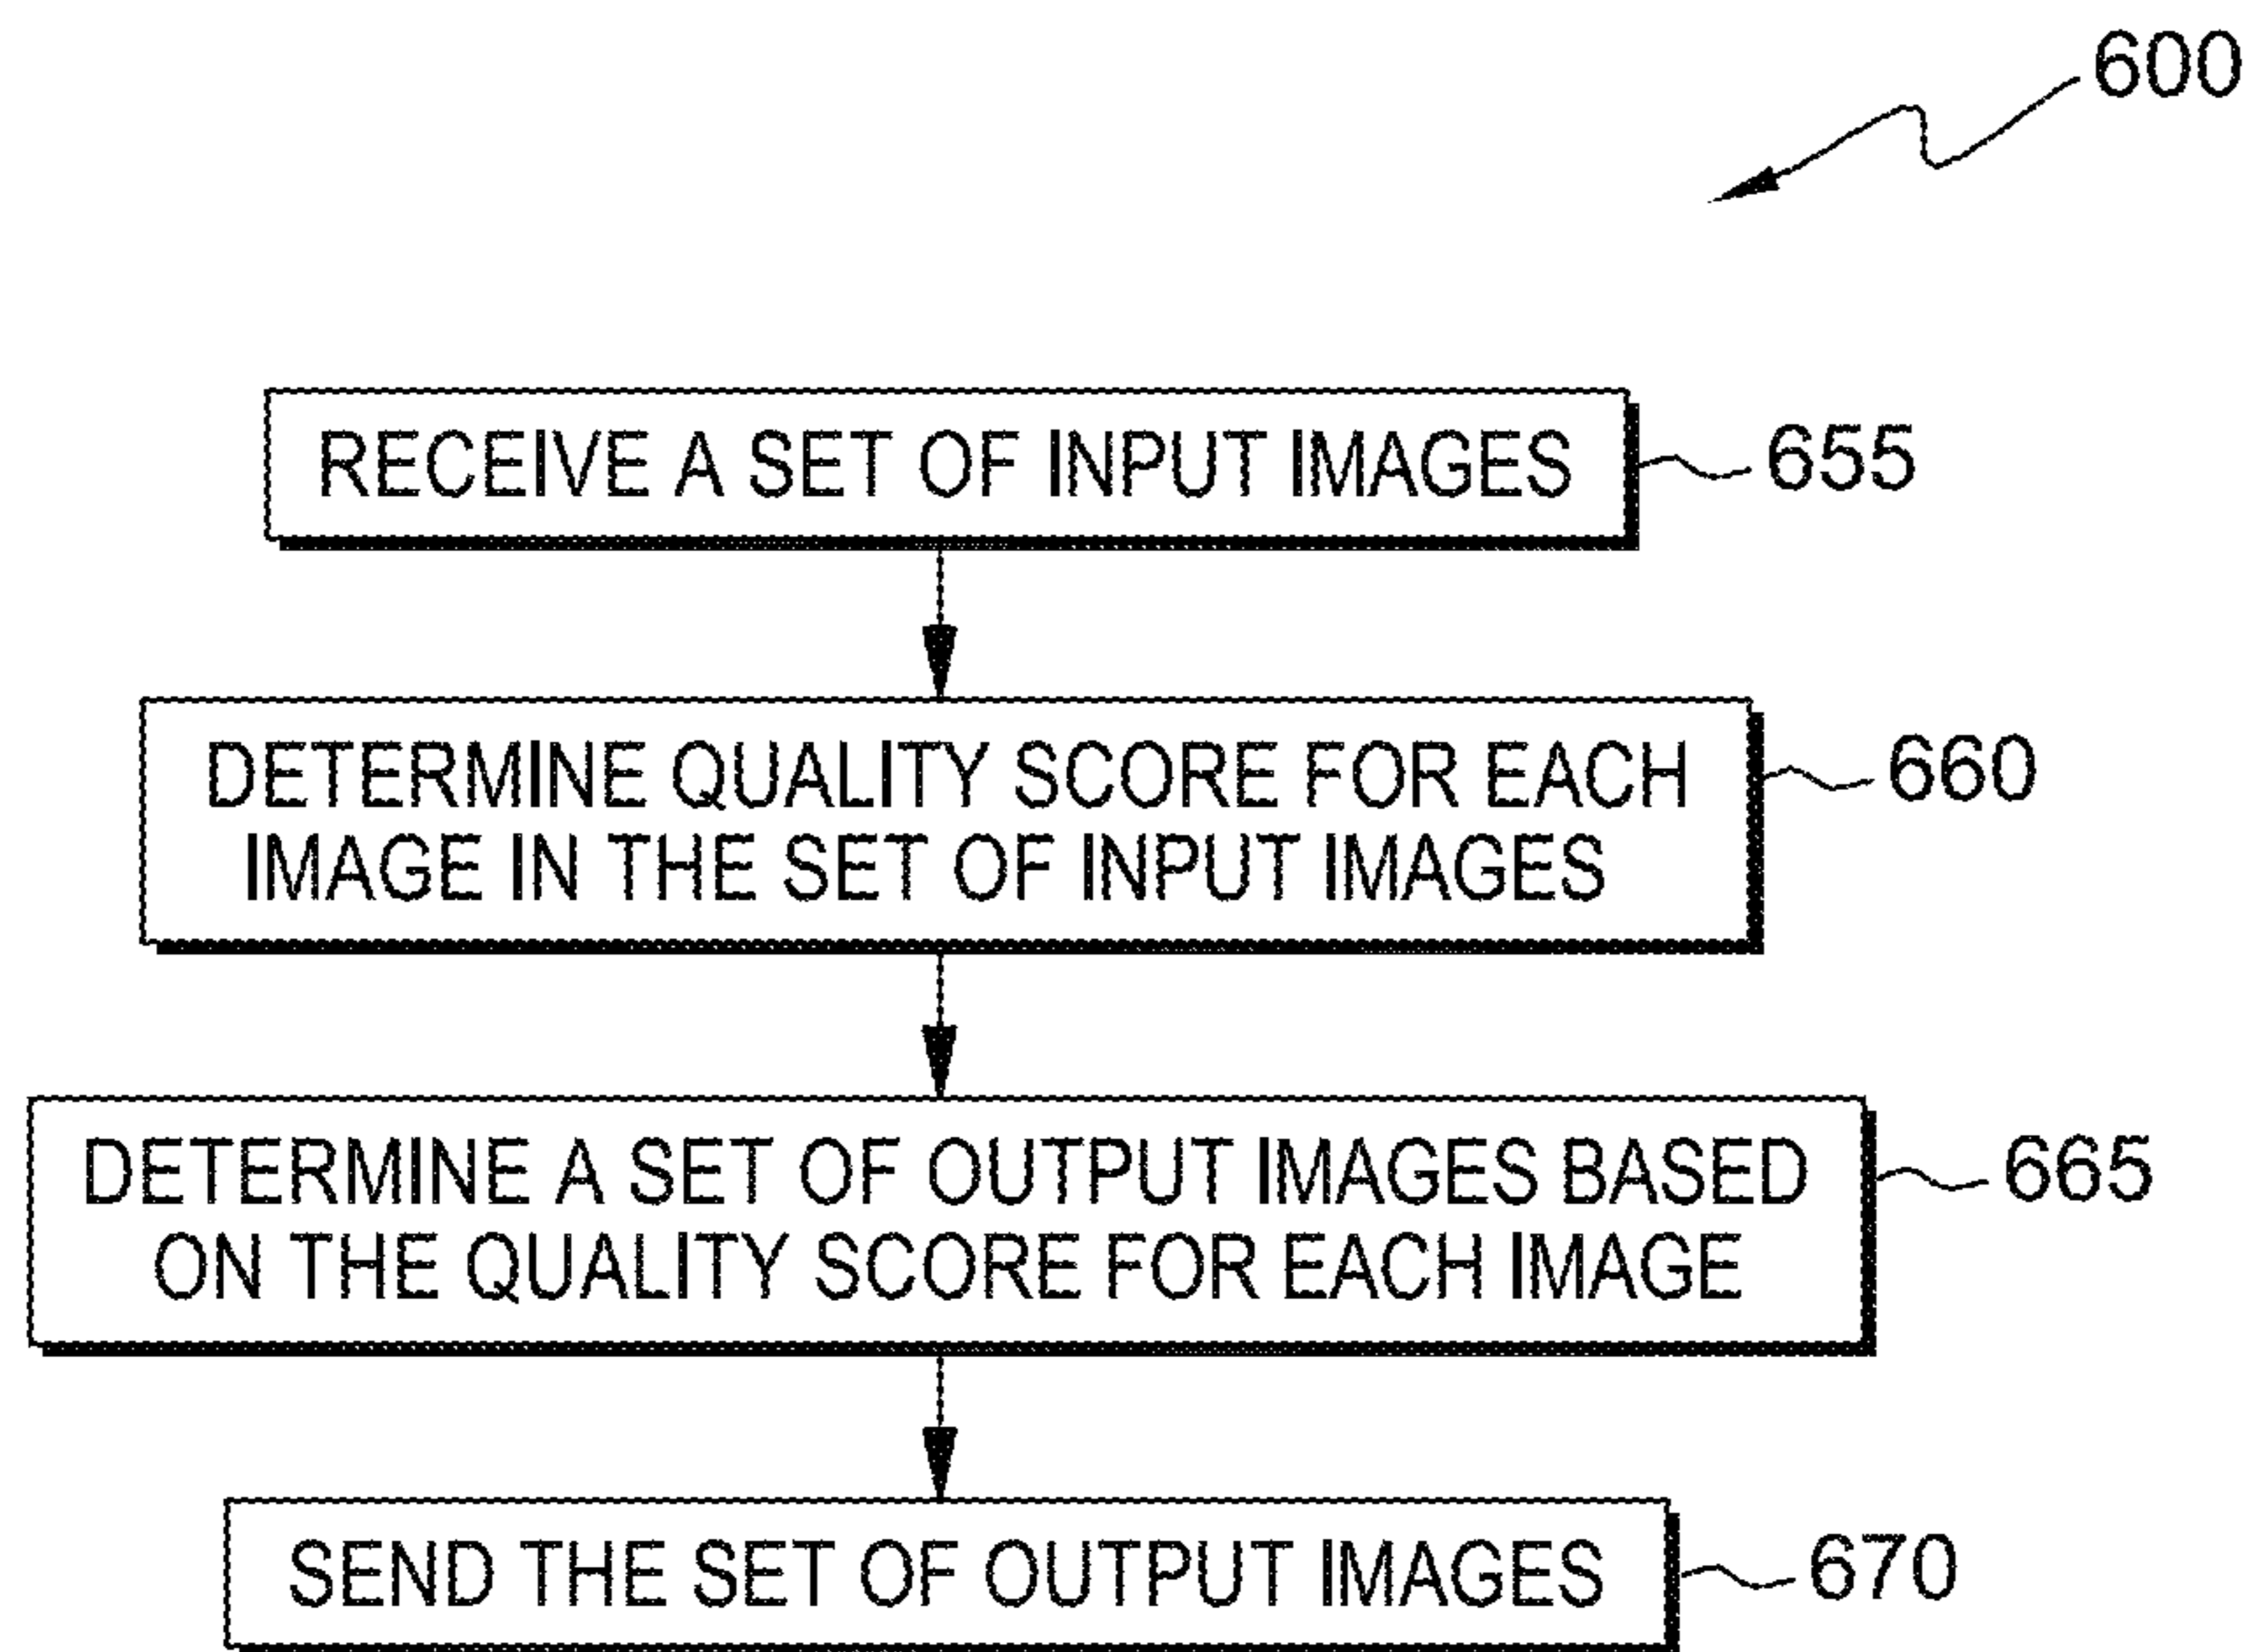 600
RECEIVE A SET OF INPUT IMAGES
655
DETERMINE QUALITY SCORE FOR EACH
IMAGE IN THE SET OF INPUT IMAGES
660
DETERMINE A SET OF OUTPUT IMAGES BASED
ON THE QUALITY SCORE FOR EACH IMAGE
665
SEND THE SET OF OUTPUT IMAGES
670